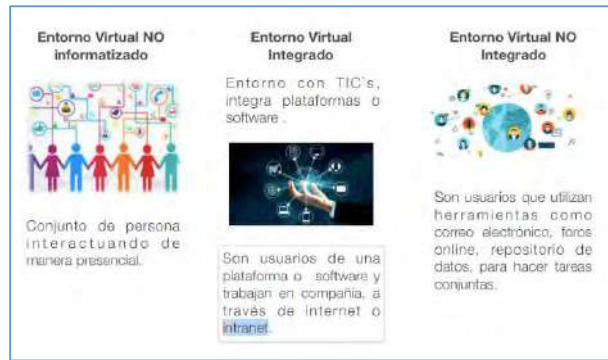 Entorno Virtual NO
informatizado
Conjunto de persona
interactuando de
manera presencial.
Entorno Virtual
Integrado
Entorno con TIC`s,
integra plataformas o
software .
Son usuarios de una
plataforma o software y
trabajan en compañía, a
través de internet o
intranet.
Entorno Virtual NO
Integrado
Son usuarios que utilizan
herramientas como
correo electrónico, foros
online, repositorio de
datos, para hacer tareas
conjuntas.